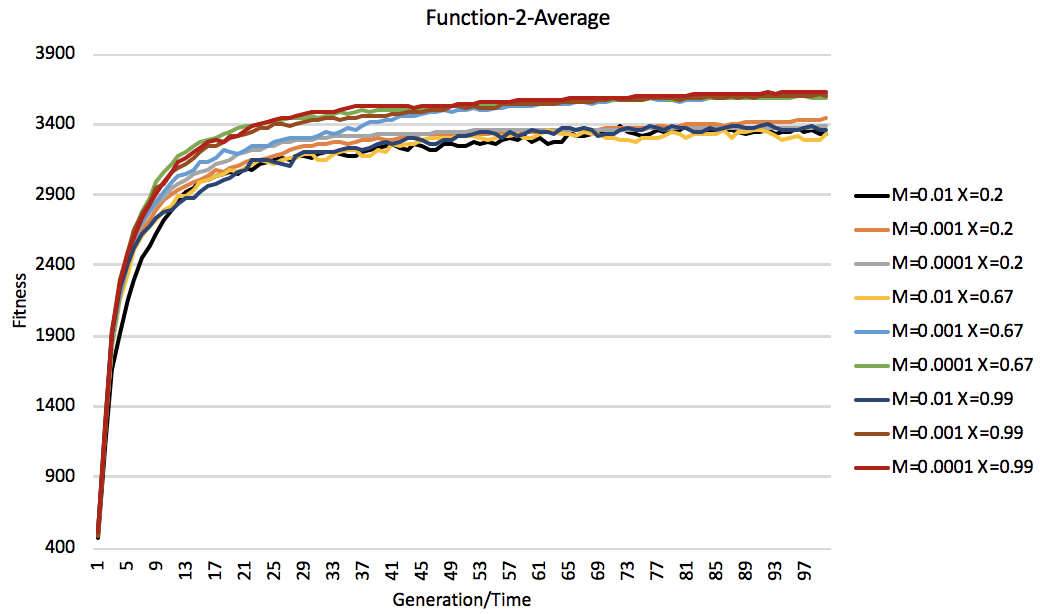 Function-2-Average
3900
3400
2900
2400
1900
1400
900
400
Fitness
1 5 9 13 17 21 25 29 33 37 41 45 49 53 57 61 65 69 73 77 81 85 89 93 97
Generation/Time
M=0.01 X=0.2
M=0.001 X=0.2
M=0.0001 X=0.2
M=0.01 X=0.67
M=0.001 X=0.67
M=0.0001 X=0.67
M=0.01 X=0.99
M=0.001 X=0.99
M=0.0001 X=0.99